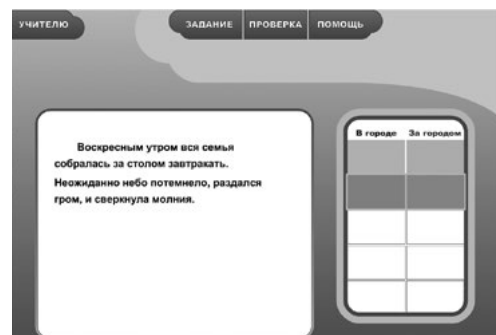 УЧИТЕЛЮ
ЗАДАНИЕ ПРОВЕРКА ПОМОЩЬ
Воскресным утром вся семья
собралась за столом завтракать.
Неожиданно небо потемнело, раздался
гром, и сверкнула молния.
В городе За городом